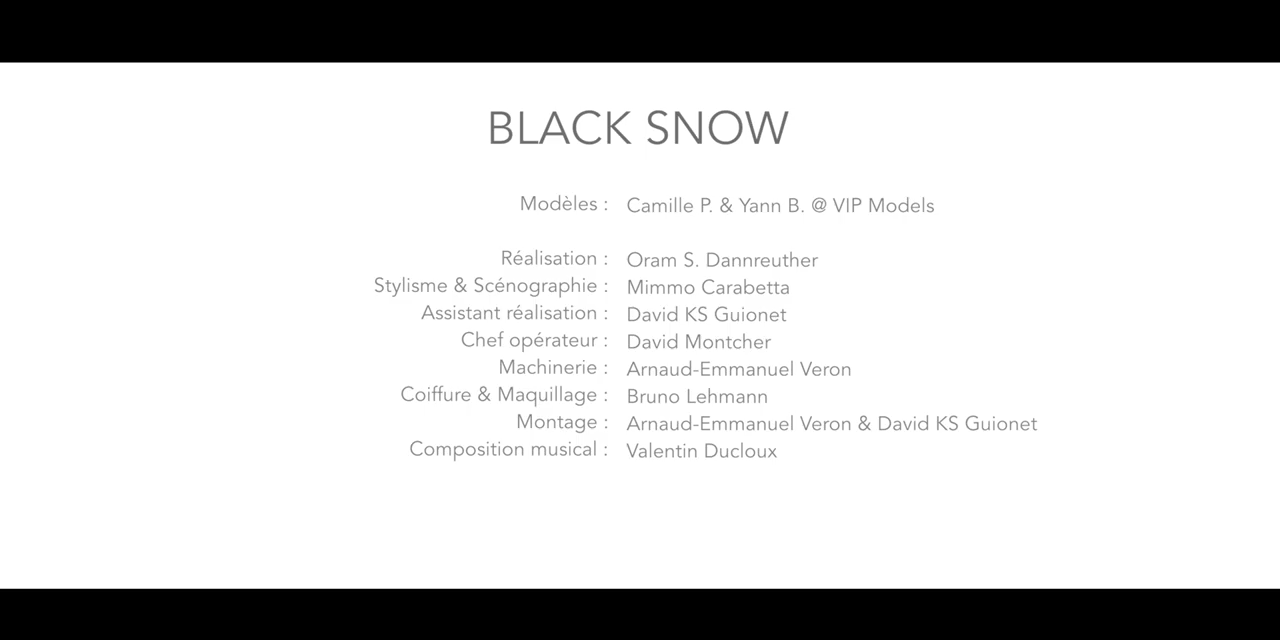 BLACK SNOW
Modèles : Camille P. & Yann B. @ VIP Models
Réalisation : Oram S. Dannreuther
Stylisme & Scénographie : Mimmo Carabetta
Assistant réalisation : David KS Guionet
Chef opérateur : David Montcher
Machinerie : Arnaud-Emmanuel Veron
Coiffure & Maquillage : Bruno Lehmann
Montage : Arnaud-Emmanuel Veron & David KS Guionet
Composition musical : Valentin Ducloux